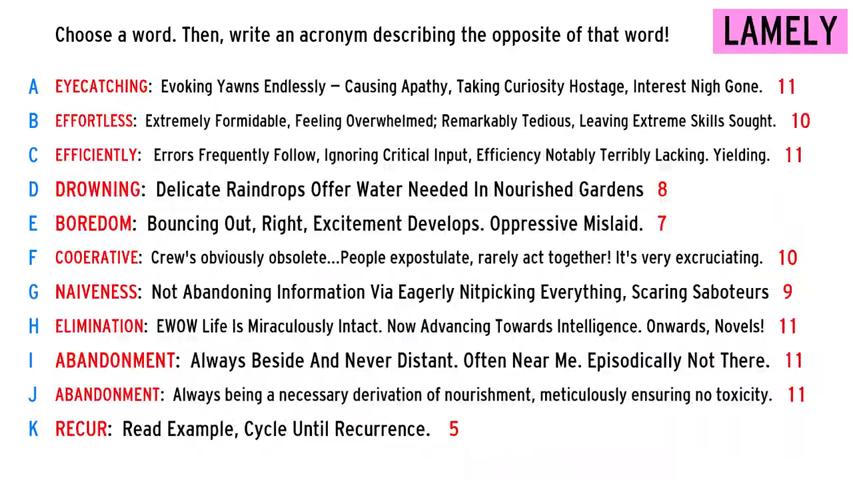 Choose a word. Then, write an acronym describing the opposite of that word!
LAMELY
A EYECATCHING: Evoking Yawns Endlessly – Causing Apathy, Taking Curiosity Hostage, Interest Nigh Gone. 11
B EFFORTLESS: Extremely Formidable, Feeling Overwhelmed; Remarkably Tedious, Leaving Extreme Skills Sought. 10
C EFFICIENTLY: Errors Frequently Follow, Ignoring Critical Input, Efficiency Notably Terribly Lacking. Yielding. 11
D DROWNING: Delicate Raindrops Offer Water Needed In Nourished Gardens 8
E BOREDOM: Bouncing Out, Right, Excitement Develops. Oppressive Mislaid. 7
F COOERATIVE: Crew's obviously obsolete...People expostulate, rarely act together! It's very excruciating. 10
G NAIVENESS: Not Abandoning Information Via Eagerly Nitpicking Everything, Scaring Saboteurs 9
H ELIMINATION: EWOW Life Is Miraculously Intact. Now Advancing Towards Intelligence. Onwards, Novels! 11
I ABANDONMENT: Always Beside And Never Distant. Often Near Me. Episodically Not There. 11
J ABANDONMENT: Always being a necessary derivation of nourishment, meticulously ensuring no toxicity. 11
K RECUR: Read Example, Cycle Until Recurrence. 5